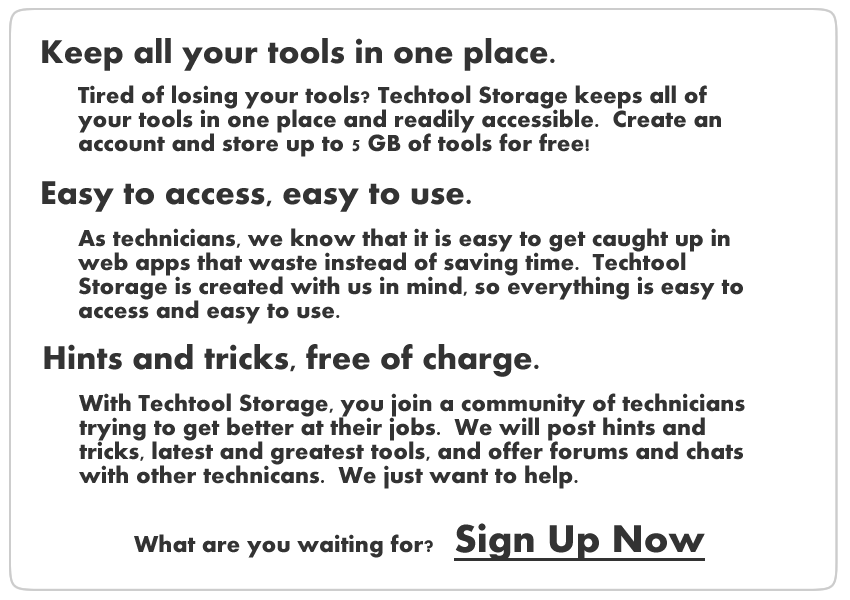 Keep all your tools in one place.
Tired of losing your tools? Techtool Storage keeps all of
your tools in one place and readily accessible.  Create an
account and store up to 5 GB of tools for free!
Easy to access, easy to use.
As technicians, we know that it is easy to get caught up in
web apps that waste instead of saving time.  Techtool
Storage is created with us in mind, so everything is easy to
access and easy to use.
Hints and tricks, free of charge.
With Techtool Storage, you join a community of technicians
trying to get better at their jobs.  We will post hints and
tricks, latest and greatest tools, and offer forums and chats
with other technicans.  We just want to help.
What are you waiting for?  Sign Up Now